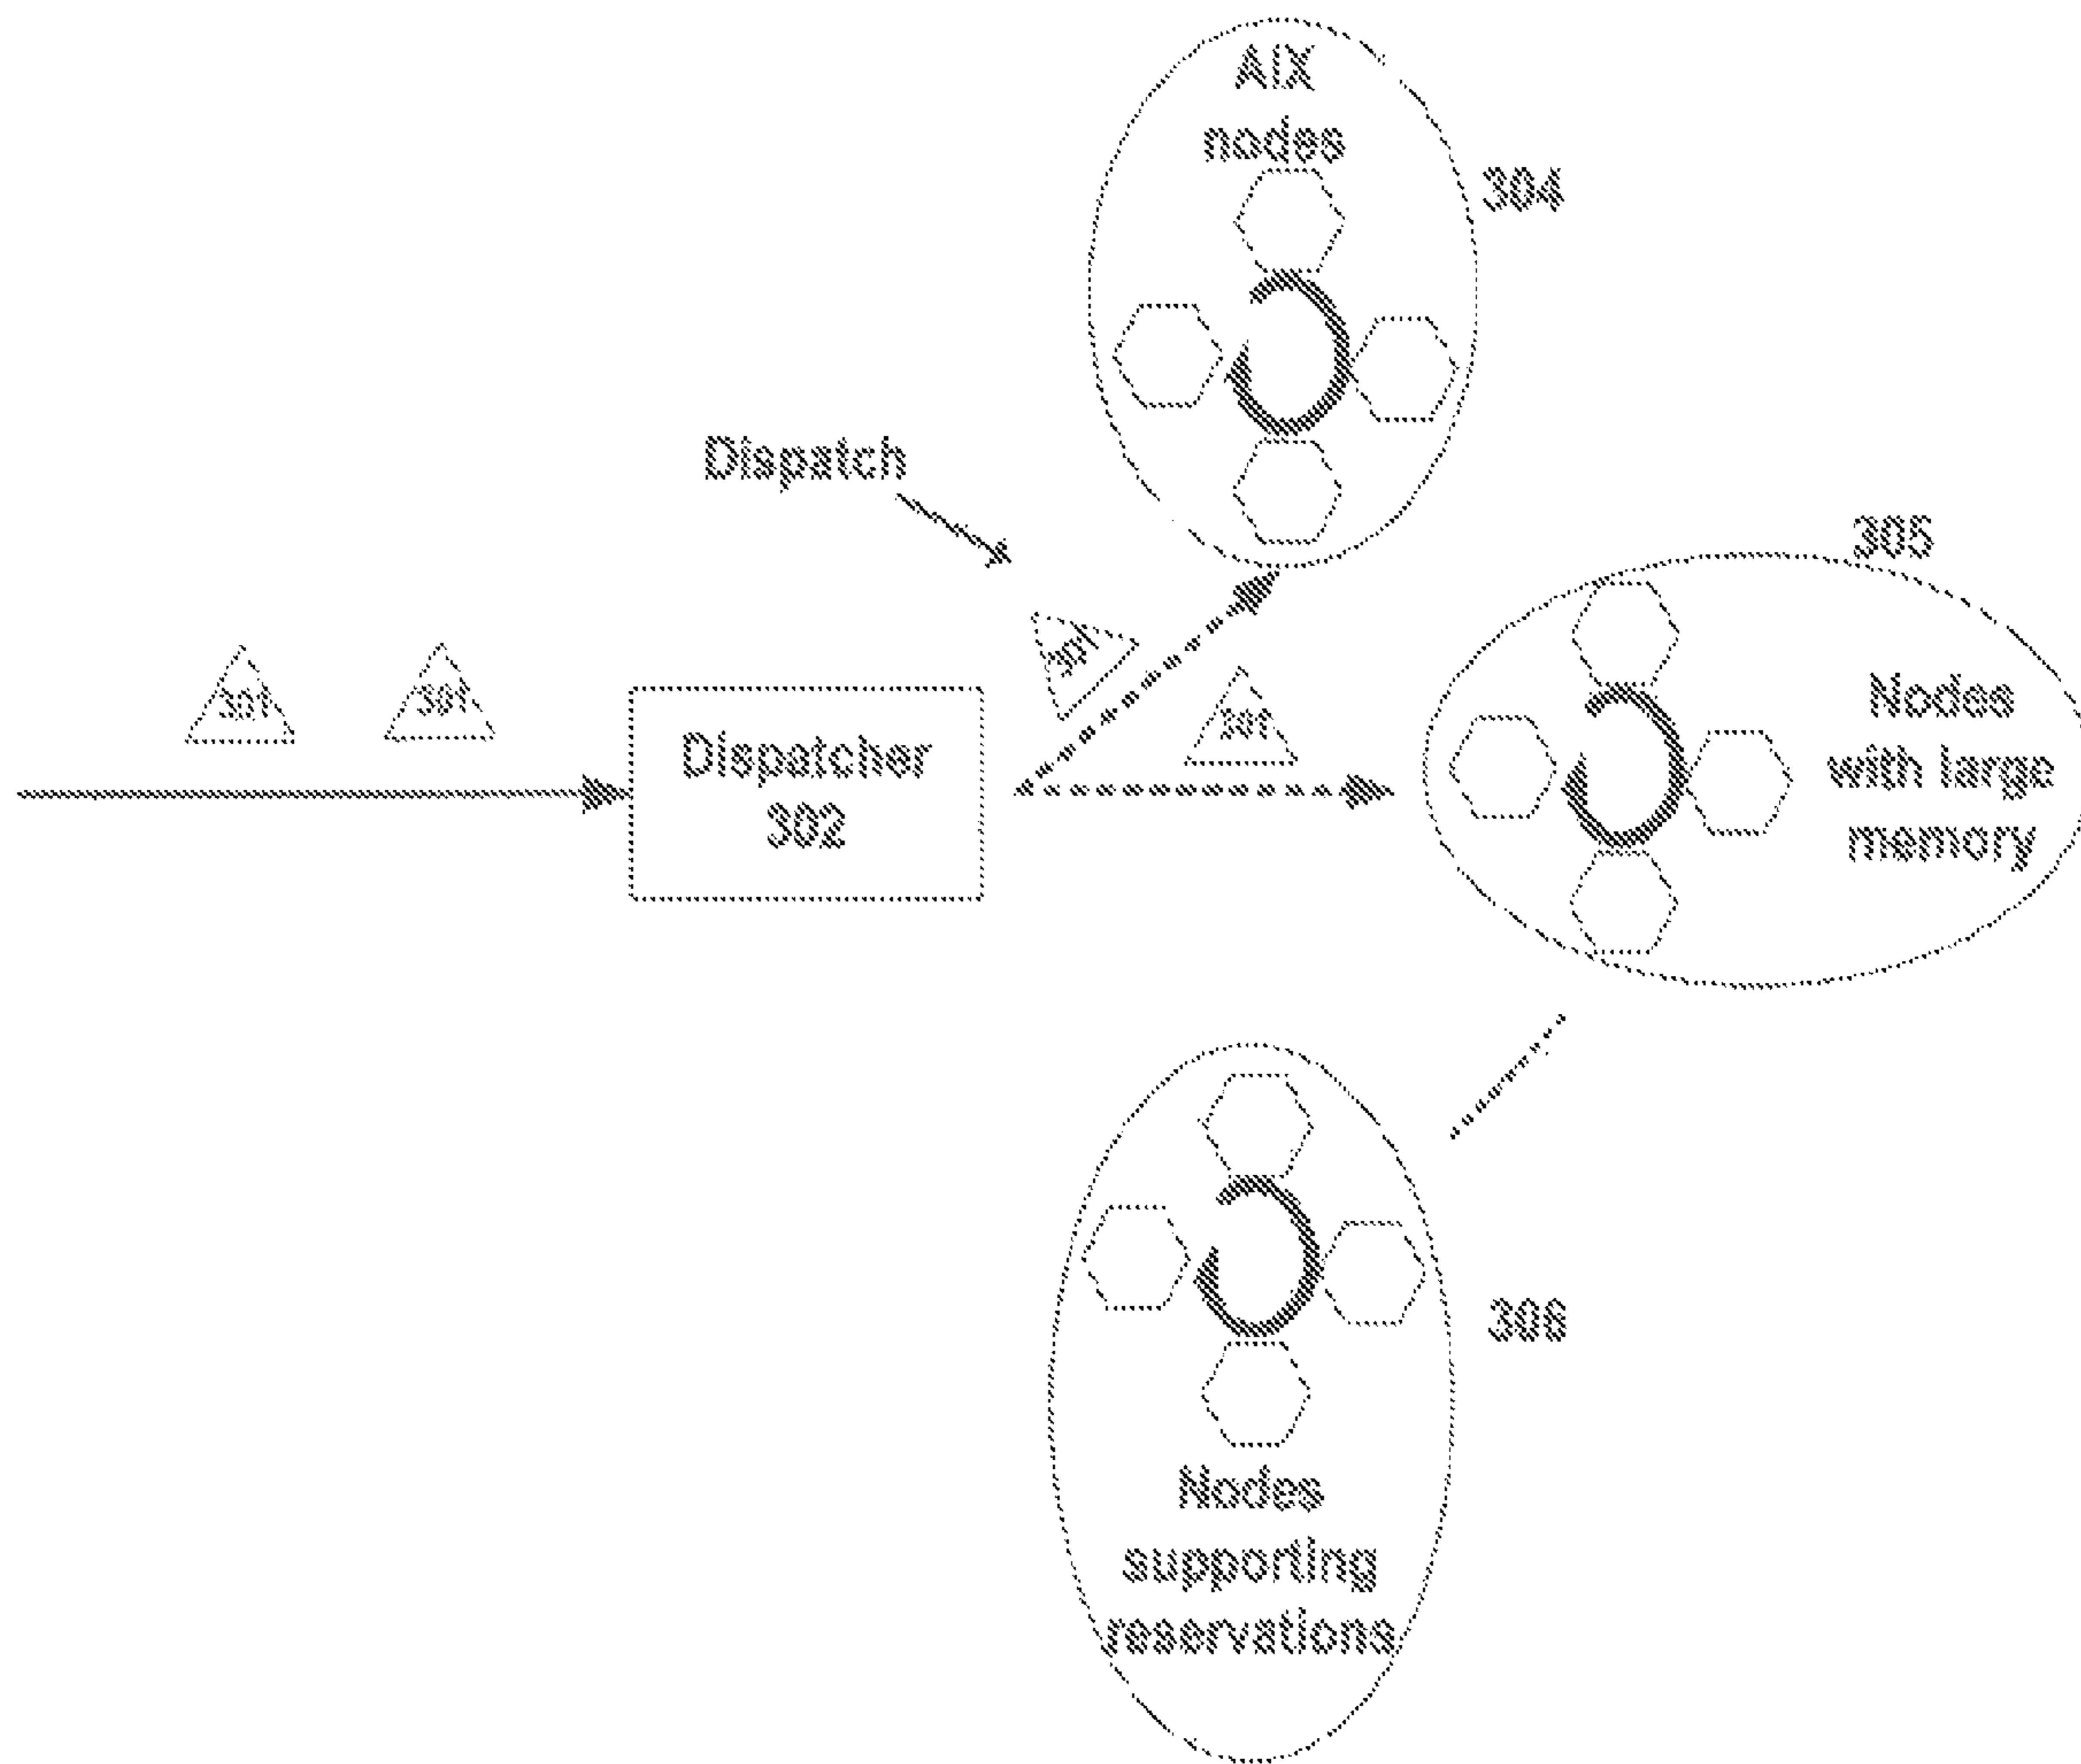 AIX
nodes
304
Dispatch
305
301
301
301
301
Dispatcher
302
Nodes
with large
memory
306
Nodes
supporting
reservations